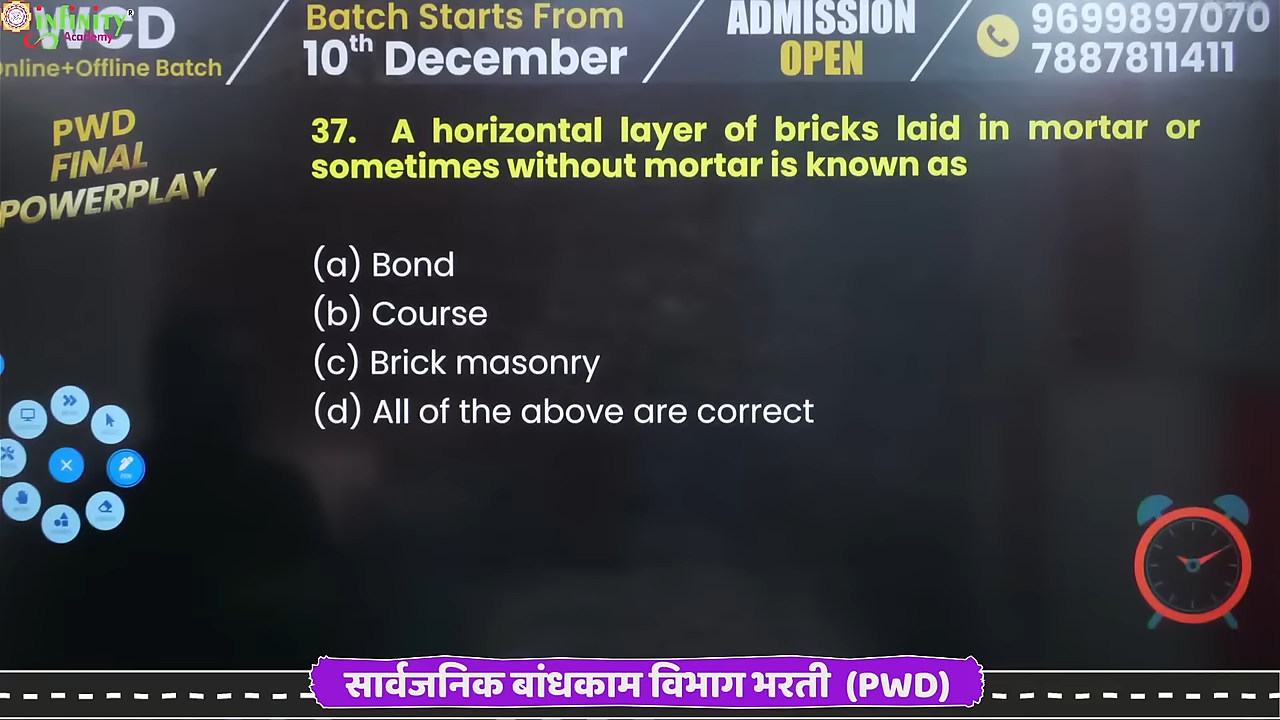 infinity
Academy
CD
Online+Offline Batch
Batch Starts From
10th December
ADMISSION
OPEN
9699897070
7887811411
PWD
FINAL
POWERPLAY
37. A horizontal layer of bricks laid in mortar or
sometimes without mortar is known as
(a) Bond
(b) Course
(c) Brick masonry
(d) All of the above are correct
सार्वजनिक बांधकाम विभाग भरती (PWD)